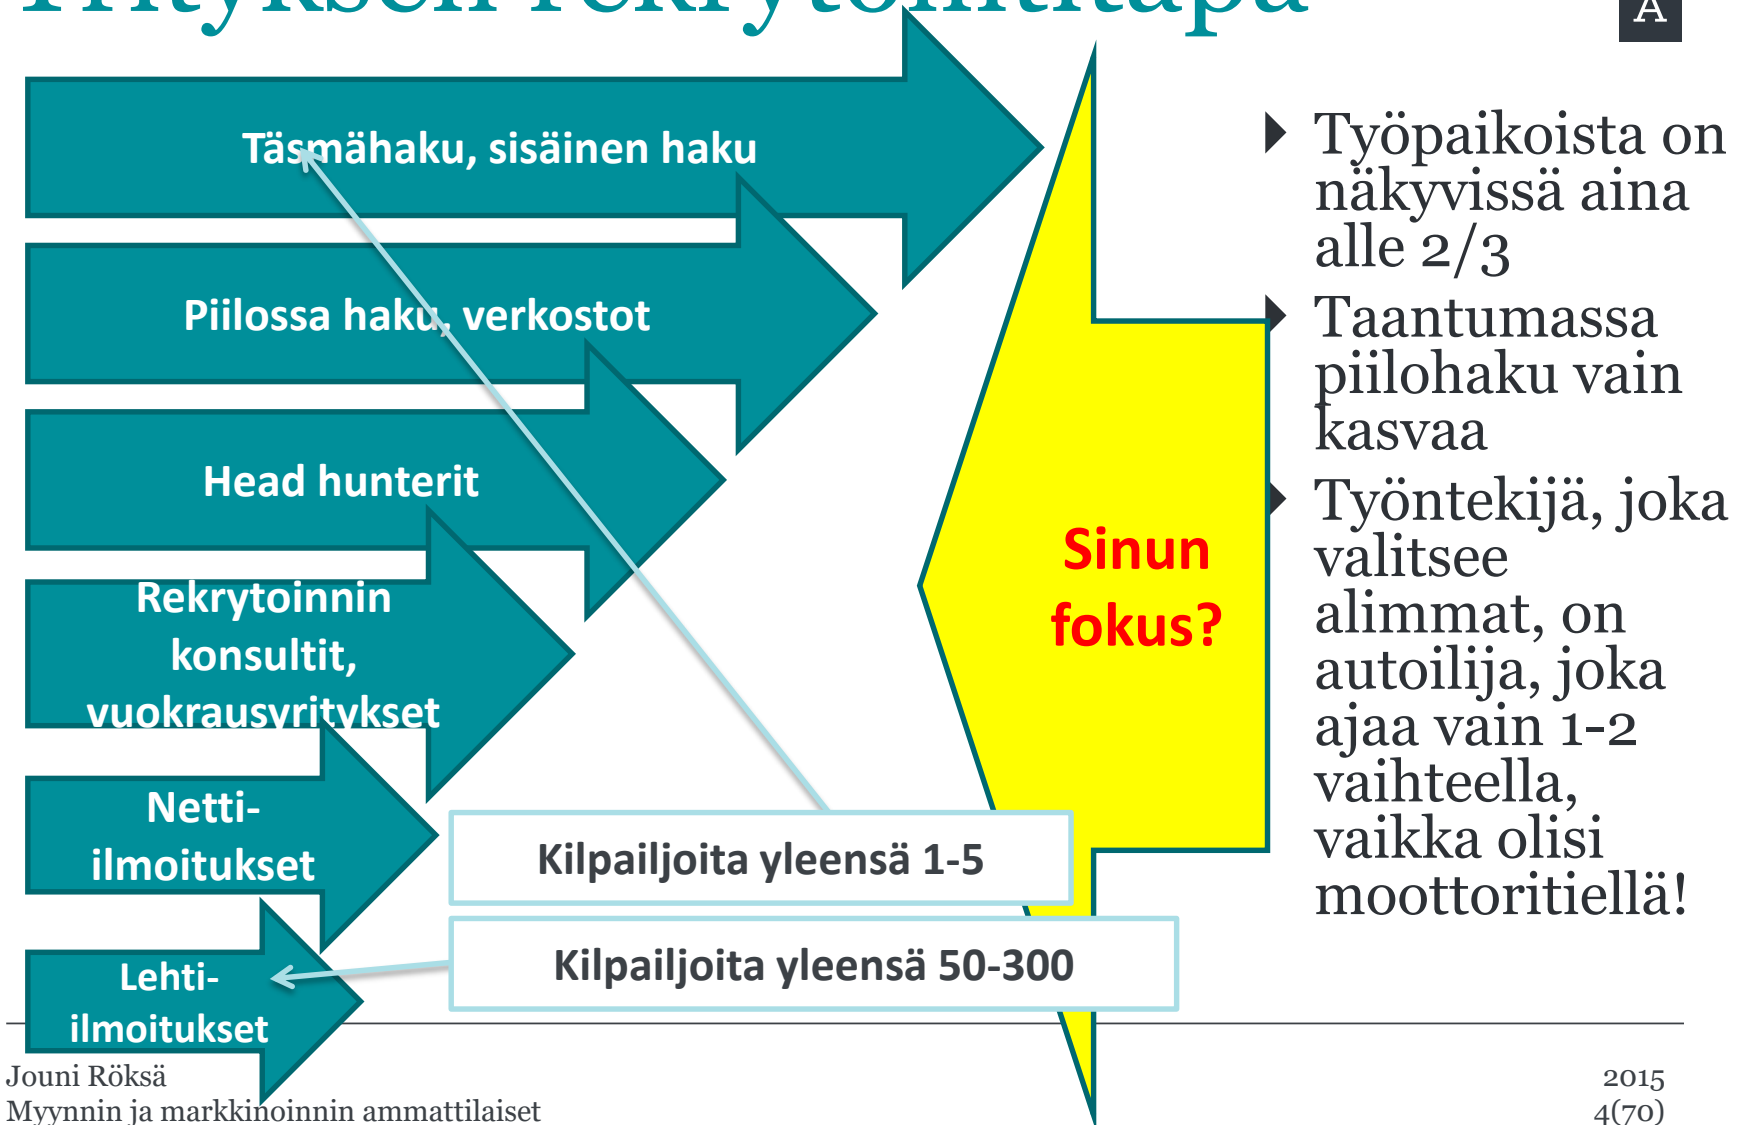 Yrityksen rekrytointitapa
A
Täsmähaku, sisäinen haku
Piilossa haku, verkostot
Head hunterit
Rekrytoinnin
konsultit,
vuokrausyritykset
Netti-
ilmoitukset
Lehti-
ilmoitukset
Kilpailjoita yleensä 1-5
Kilpailjoita yleensä 50-300
Sinun
fokus?
Työpaikoista on
näkyvissä aina
alle 2/3
Taantumassa
piilohaku vain
kasvaa
Työntekijä, joka
valitsee
alimmat, on
autoilija, joka
ajaa vain 1-2
vaihteella,
vaikka olisi
moottoritiellä!
Jouni Röksä
Myynnin ja markkinoinnin ammattilaiset
2015
4(70)